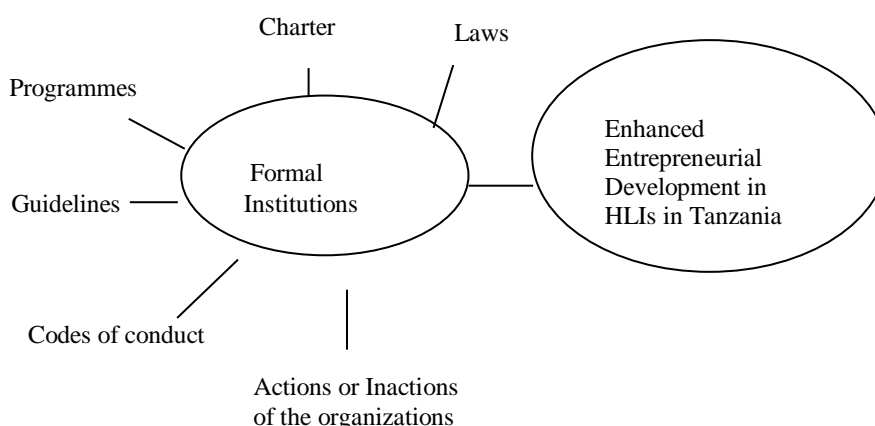 Charter
Laws
Programmes
Guidelines
Codes of conduct
Actions or Inactions
of the organizations
Formal
Institutions
Enhanced
Entrepreneurial
Development in
HLIs in Tanzania